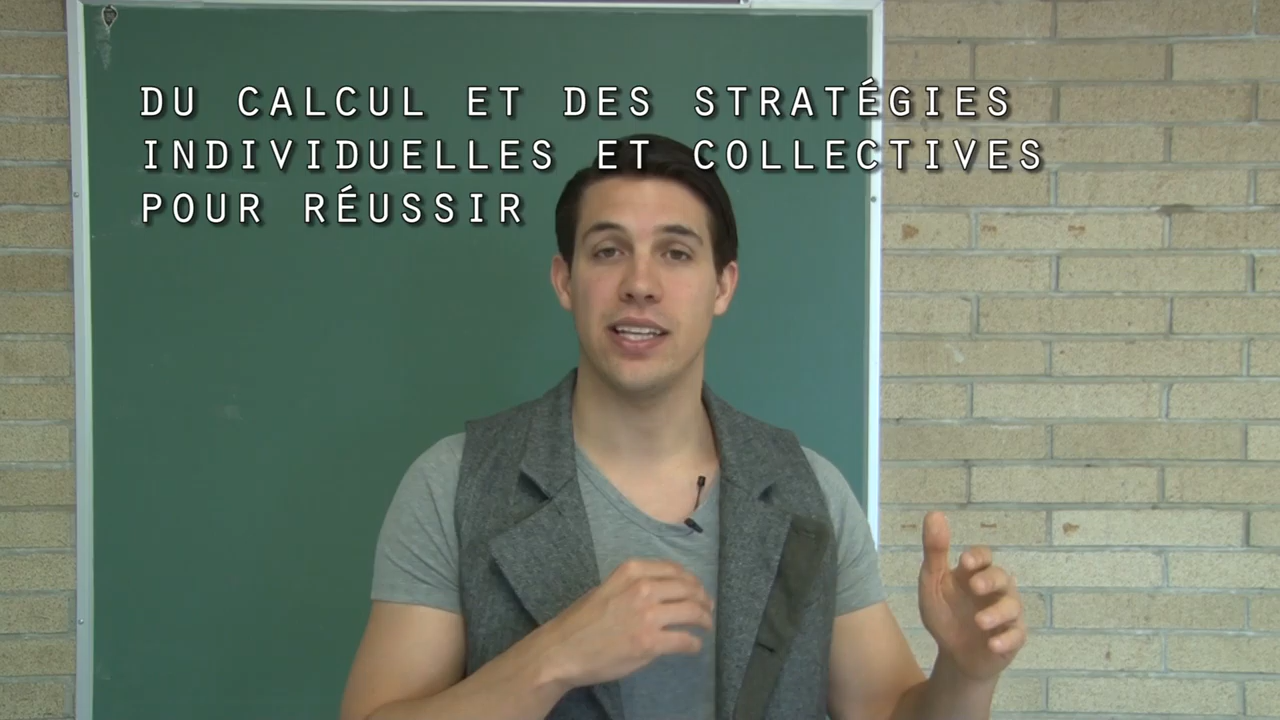 DU CALCUL ET DES STRATÉGIES
INDIVIDUELLES ET COLLECTIVES
POUR RÉUSSIR